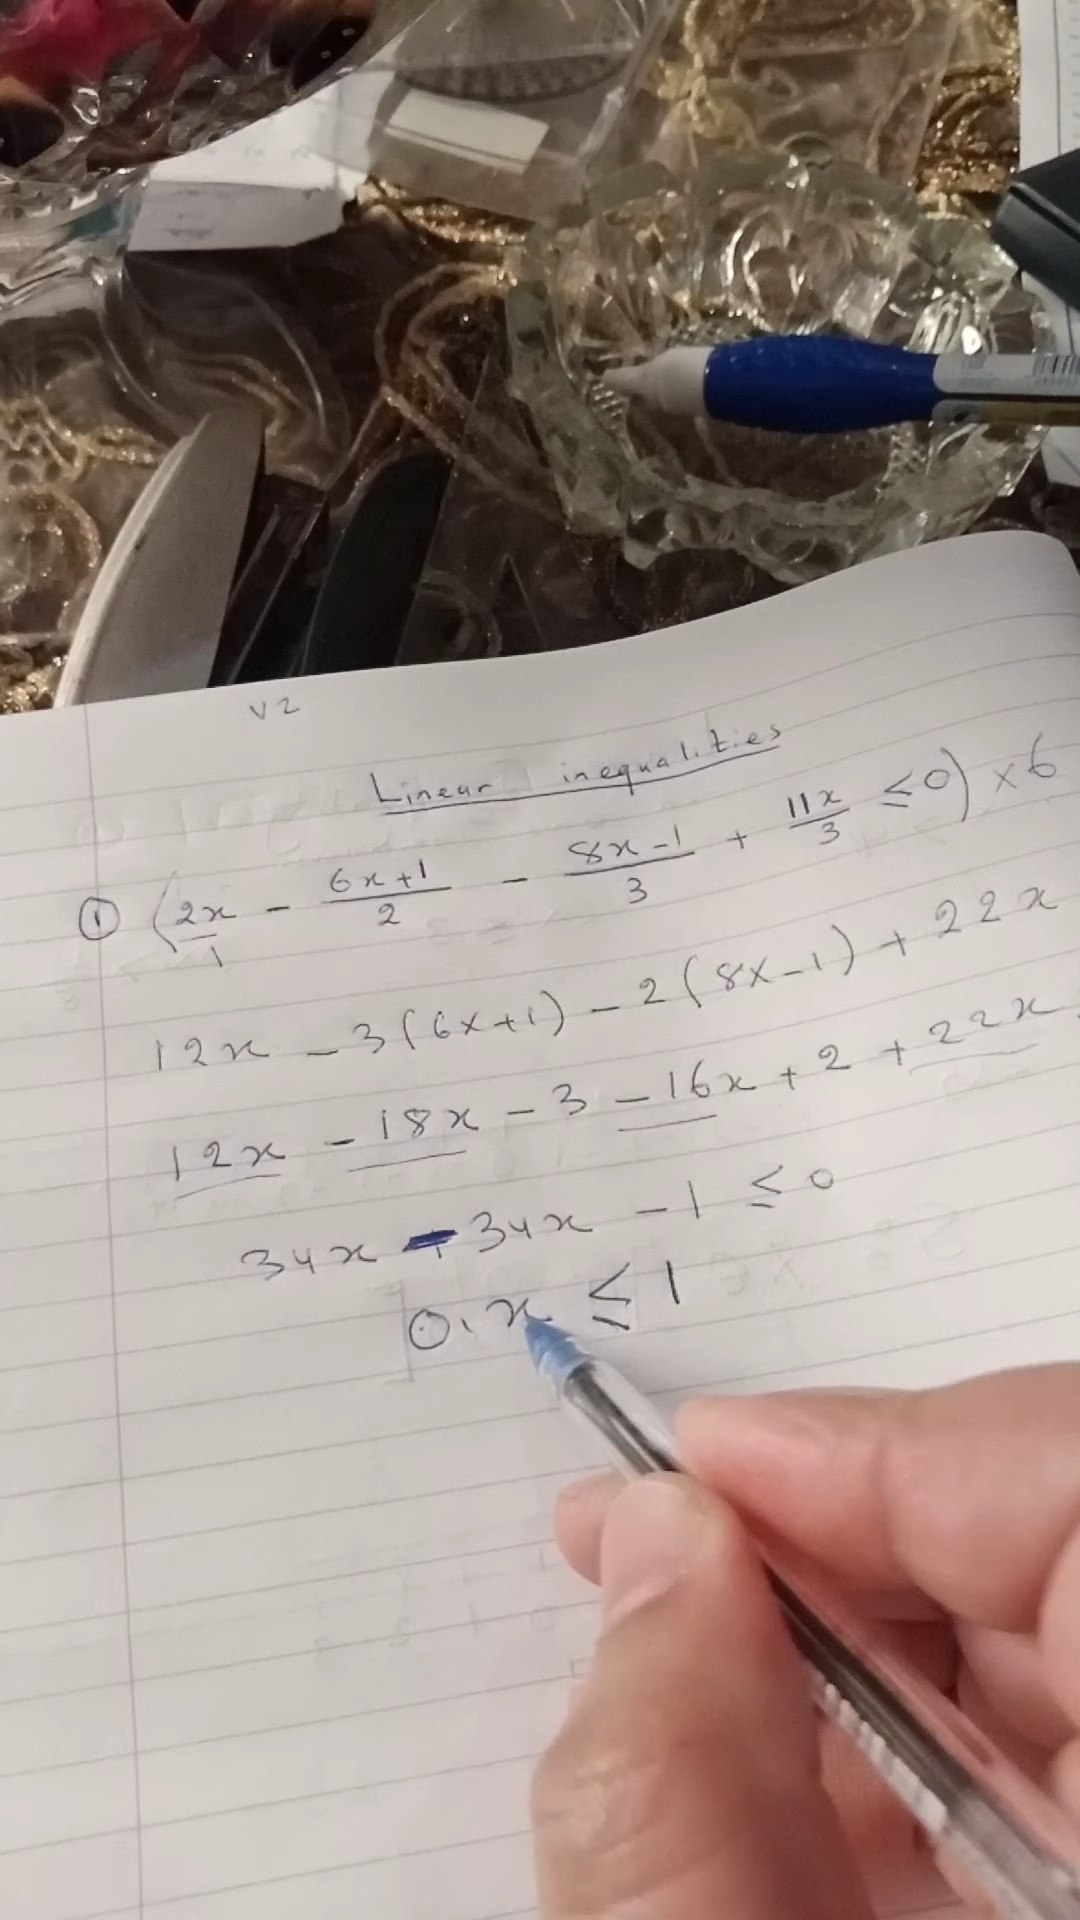 V2
Linear inequalities
① (2x/1 - 6x+1/2 - 8x-1/3 + 11x/3 ≤0) × 6
12x - 3(6x+1) - 2(8x-1) + 22x
12x - 18x - 3 - 16x + 2 + 22x
34x - 34x - 1 ≤ 0
0.x ≤ 1